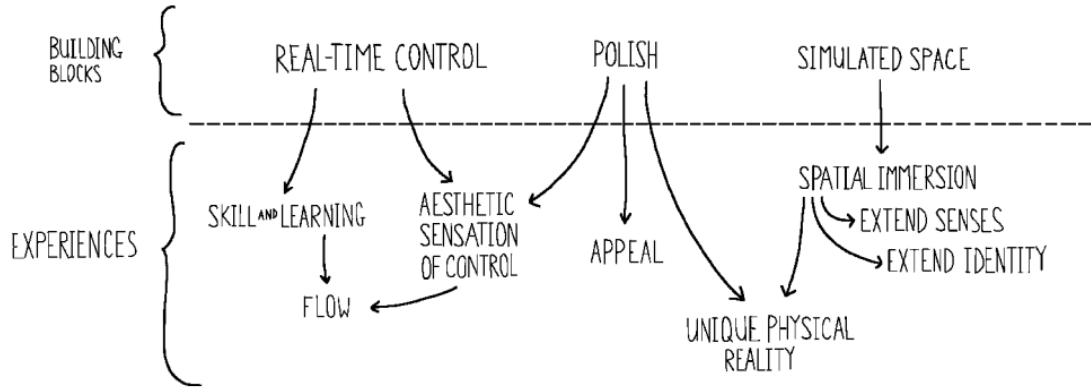 BUILDING
BLOCKS
REAL-TIME CONTROL
POLISH
SIMULATED SPACE
EXPERIENCES
SKILL AND LEARNING
FLOW
AESTHETIC
SENSATION
OF CONTROL
APPEAL
SPATIAL IMMERSION
EXTEND SENSES
EXTEND IDENTITY
UNIQUE PHYSICAL
REALITY